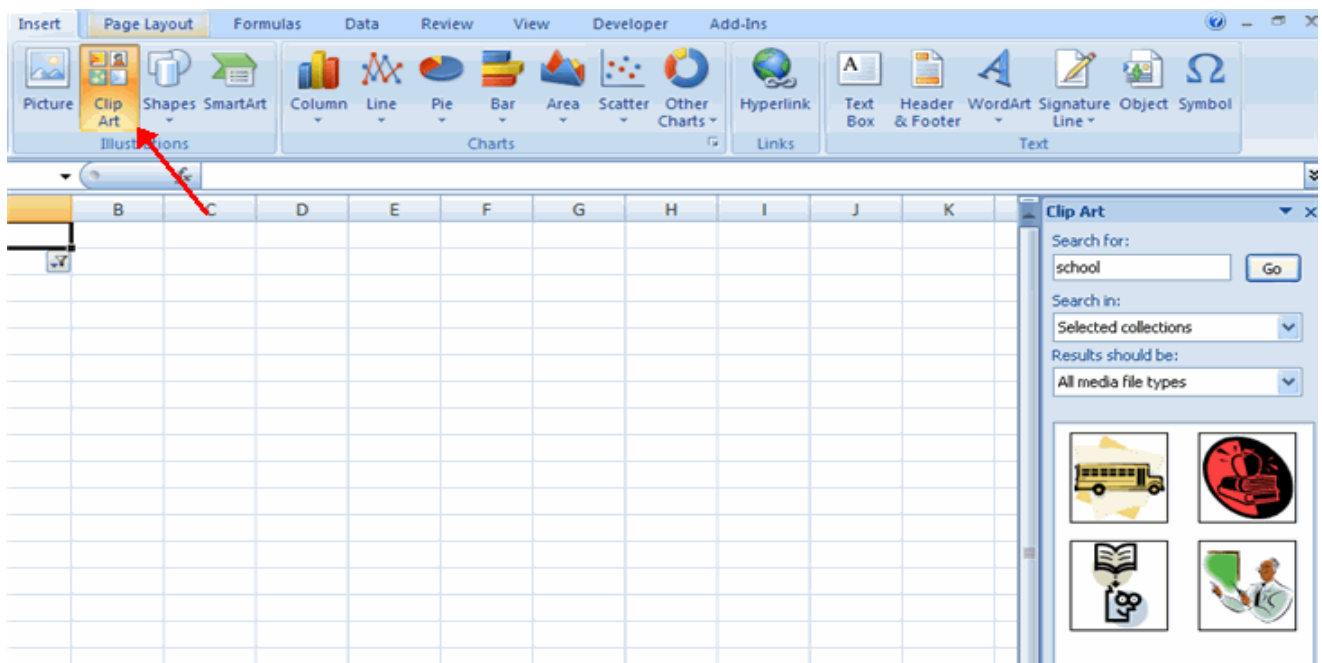 Insert Page Layout Formulas Data Review View Developer Add-Ins
Picture Clip Art Shapes SmartArt Column Line Pie Bar Area Scatter Other Charts Hyperlink Text Box Header & Footer WordArt Signature Line Object Symbol
Illustrations Charts Links Text
fx
B C D E F G H I J K
Clip Art
Search for:
school Go
Search in:
Selected collections
Results should be:
All media file types